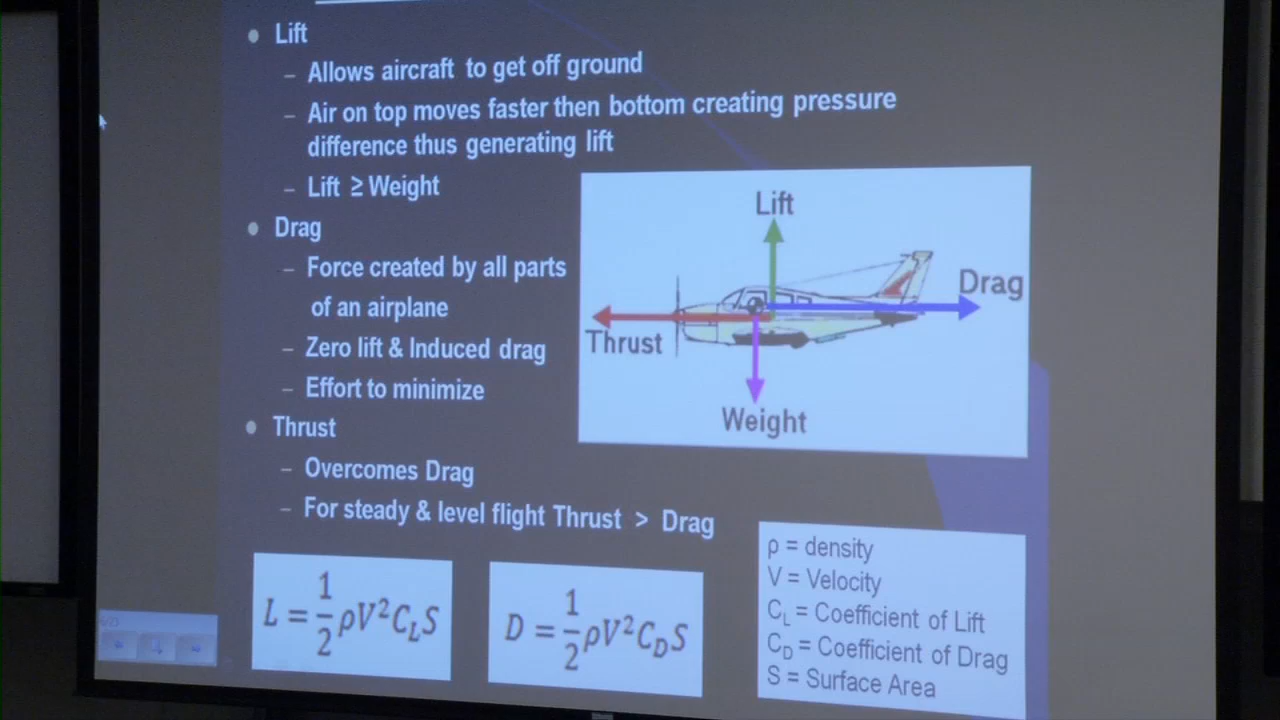 Lift
– Allows aircraft to get off ground
– Air on top moves faster then bottom creating pressure
difference thus generating lift
– Lift ≥ Weight
Drag
– Force created by all parts
of an airplane
– Zero lift & Induced drag
– Effort to minimize
Thrust
– Overcomes Drag
– For steady & level flight Thrust > Drag
Lift
Drag
Thrust
Weight
L = 1/2 ρV²C_L S
D = 1/2 ρV²C_D S
ρ = density
V = Velocity
C_L = Coefficient of Lift
C_D = Coefficient of Drag
S = Surface Area